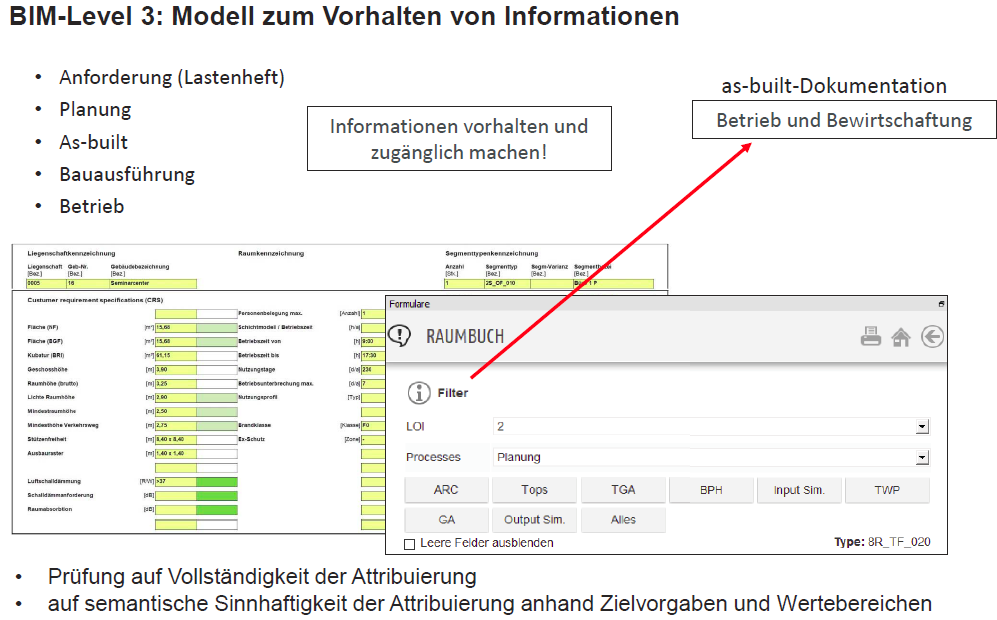 BIM-Level 3: Modell zum Vorhalten von Informationen
• Anforderung (Lastenheft)
• Planung
• As-built
• Bauausführung
• Betrieb
Informationen vorhalten und
zugänglich machen!
as-built-Dokumentation
Betrieb und Bewirtschaftung
Liegenschaftkennzeichnung Raumkennzeichnung Segmenttypenkennzeichnung
Liegenschaft Geb-Nr. Gebäudebezeichnung Anzahl Segmenttyp Segm-Varianz
[Bez.] [Bez.] [Bez.] [Stk.] [Bez.] [Bez.] [Bez.]
0005 16 Seminarcenter 1 2S_OF_010
Custumer requirement specifications (CRS)
Personenbelegung max. [Anzahl] 1
Fläche (NF) [m²] 15,68 Schichtmodell / Betriebszeit [h/a]
Fläche (BGF) [m²] 15,68 Betriebszeit von [h] 9:00
Kubatur (BRI) [m³] 61,15 Betriebszeit bis [h] 17:30
Geschosshöhe [m] 3,90 Nutzungstage [d/a] 230
Raumhöhe (brutto) [m] 3,25 Betriebsunterbrechung max. [d/a] 7
Lichte Raumhöhe [m] 2,90 Nutzungsprofil [Typ]
Mindestraumhöhe [m] 2,50
Mindesthöhe Verkehrsweg [m] 2,75 Brandklasse [Klasse] F0
Stützenfreiheit [m] 8,40 x 8,40 Ex-Schutz [Zone] -
Ausbauraster [m] 1,40 x 1,40
Luftschalldämmung [R'W] >37
Schalldämmanforderung [dB]
Raumabsorbtion [dB]
Formulare
RAUMBUCH
Filter
LOI 2
Processes Planung
ARC Tops TGA BPH Input Sim. TWP
GA Output Sim. Alles
Leere Felder ausblenden Type: 8R_TF_020
• Prüfung auf Vollständigkeit der Attribuierung
• auf semantische Sinnhaftigkeit der Attribuierung anhand Zielvorgaben und Wertebereichen